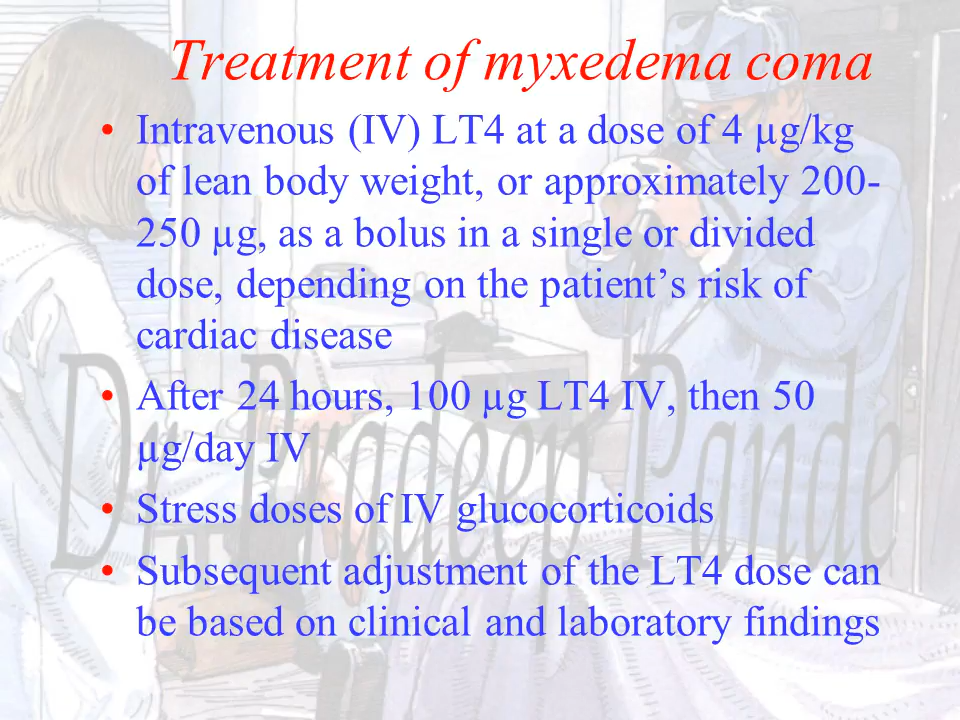 Treatment of myxedema coma
• Intravenous (IV) LT4 at a dose of 4 µg/kg
of lean body weight, or approximately 200-
250 µg, as a bolus in a single or divided
dose, depending on the patient’s risk of
cardiac disease
• After 24 hours, 100 µg LT4 IV, then 50
µg/day IV
• Stress doses of IV glucocorticoids
• Subsequent adjustment of the LT4 dose can
be based on clinical and laboratory findings
Dr. Pradeep Pande